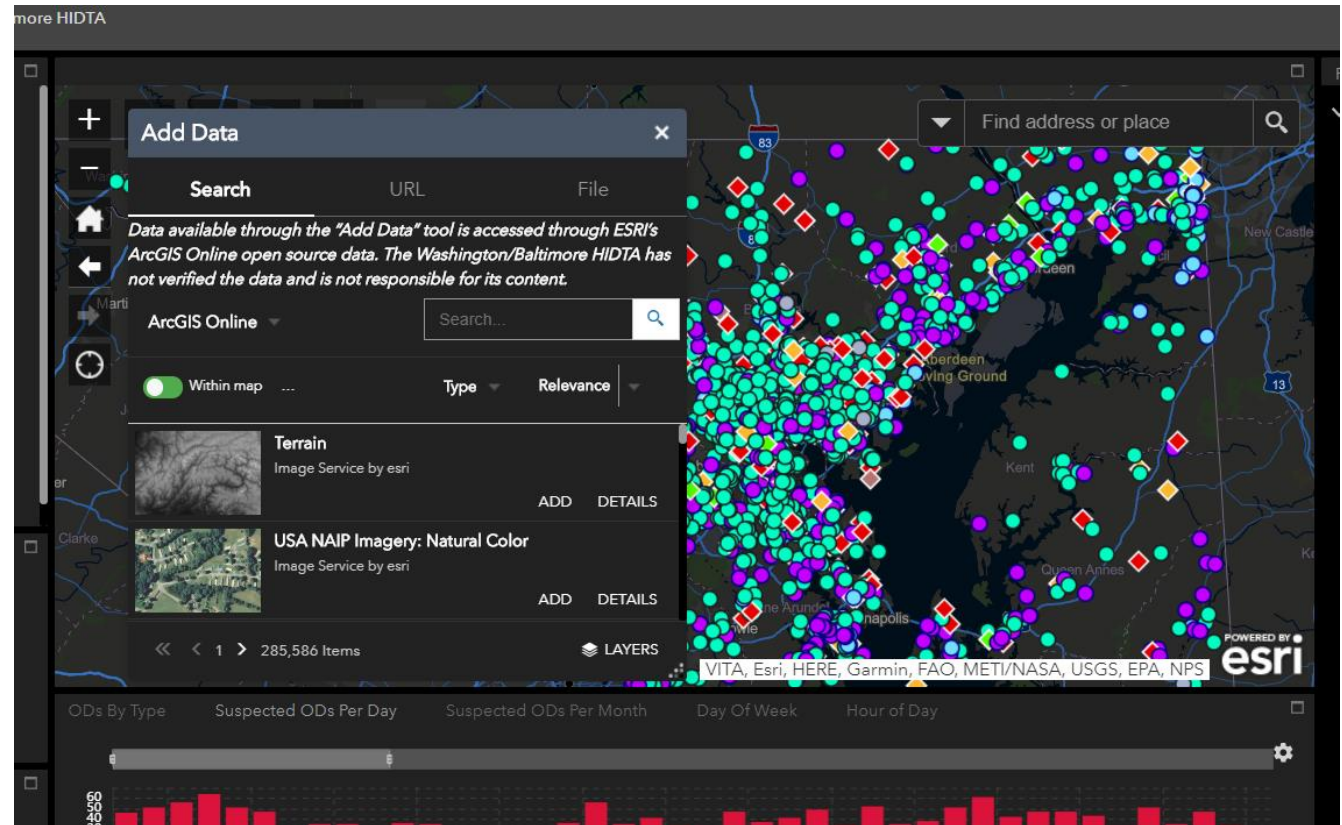 more HIDTA
Add Data
Find address or place
83
Search URL File
Data available through the "Add Data" tool is accessed through ESRI's
ArcGIS Online open source data. The Washington/Baltimore HIDTA has
not verified the data and is not responsible for its content.
New Castle
ArcGIS Online
Search...
Within map ...
Type
Relevance
Aberdeen
Proving Ground
13
Terrain
Image Service by esri
ADD DETAILS
Kent
Clarke
USA NAIP Imagery: Natural Color
Image Service by esri
ADD DETAILS
Queen Annes
« < 1 > 285,586 Items
LAYERS
POWERED BY
esri
VITA, Esri, HERE, Garmin, FAO, METI/NASA, USGS, EPA, NPS
ODs By Type Suspected ODs Per Day Suspected ODs Per Month Day Of Week Hour of Day
60
50
40